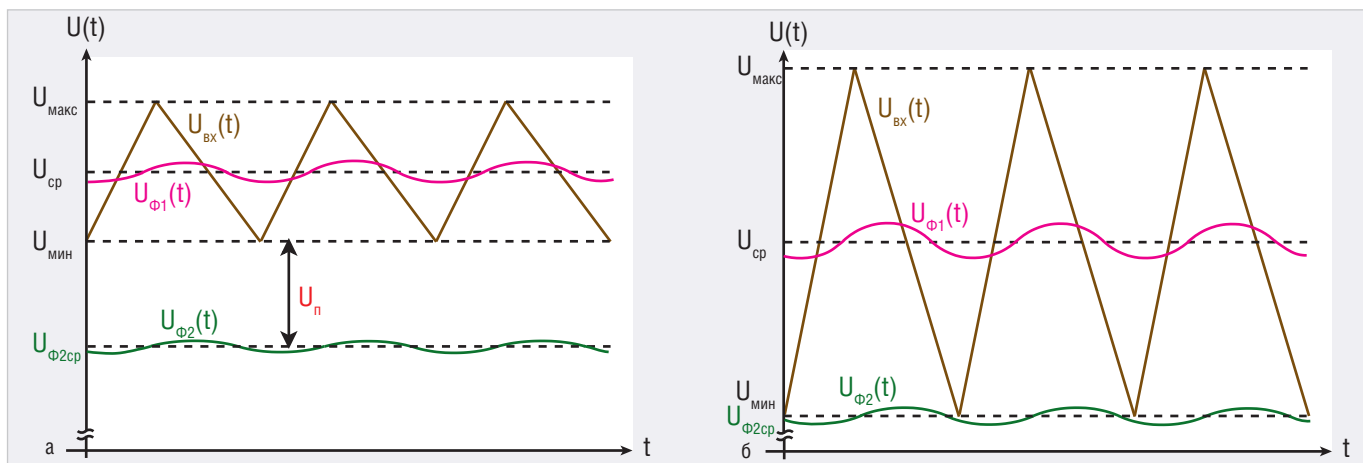 U(t)
Uмакс
Uвх(t)
Uср
UФ1(t)
Uмин
Uп
UФ2(t)
UФ2ср
а
t
U(t)
Uмакс
Uвх(t)
UФ1(t)
Uср
Uмин
UФ2(t)
UФ2ср
б
t